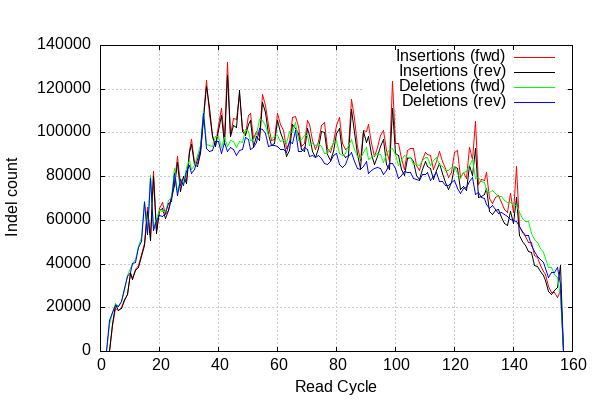 140000
120000
100000
80000
60000
40000
20000
0
Indel count
Insertions (fwd)
Insertions (rev)
Deletions (fwd)
Deletions (rev)
0 20 40 60 80 100 120 140 160
Read Cycle